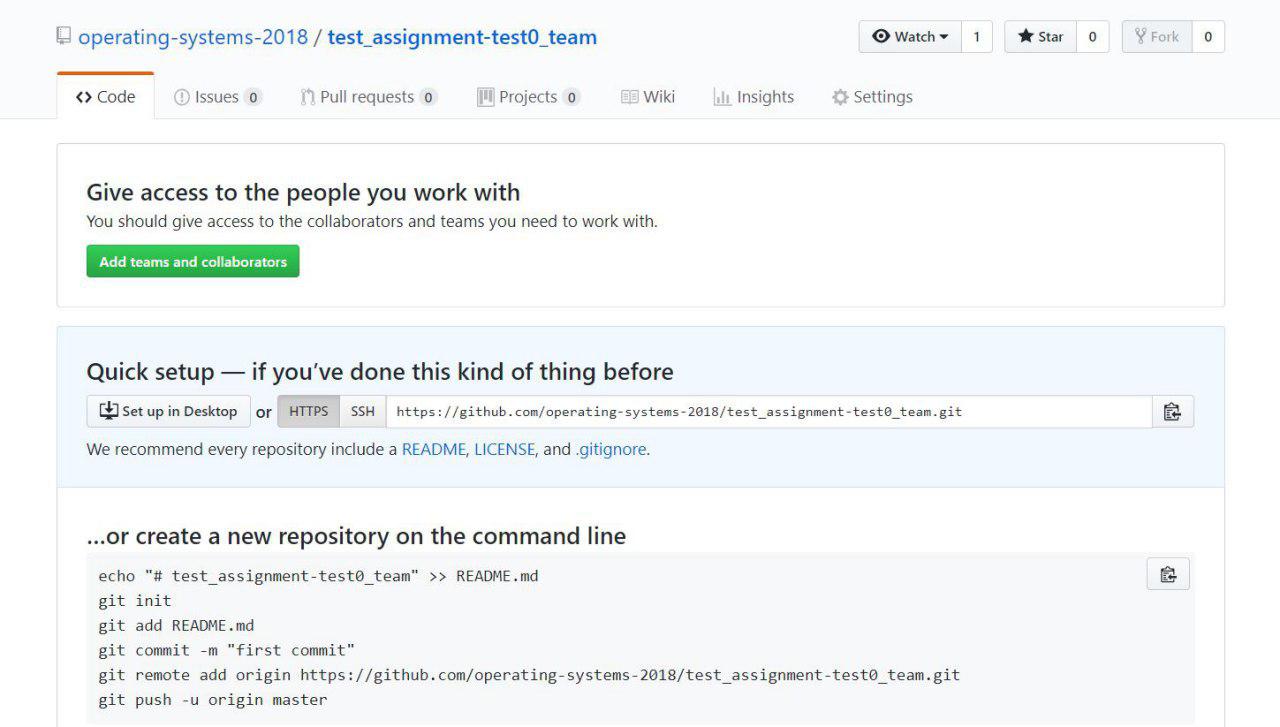 operating-systems-2018 / test_assignment-test0_team
Watch 1 Star 0 Fork 0
Code Issues 0 Pull requests 0 Projects 0 Wiki Insights Settings
Give access to the people you work with
You should give access to the collaborators and teams you need to work with.
Add teams and collaborators
Quick setup — if you’ve done this kind of thing before
Set up in Desktop or HTTPS SSH https://github.com/operating-systems-2018/test_assignment-test0_team.git
We recommend every repository include a README, LICENSE, and .gitignore.
…or create a new repository on the command line
echo "# test_assignment-test0_team" >> README.md
git init
git add README.md
git commit -m "first commit"
git remote add origin https://github.com/operating-systems-2018/test_assignment-test0_team.git
git push -u origin master